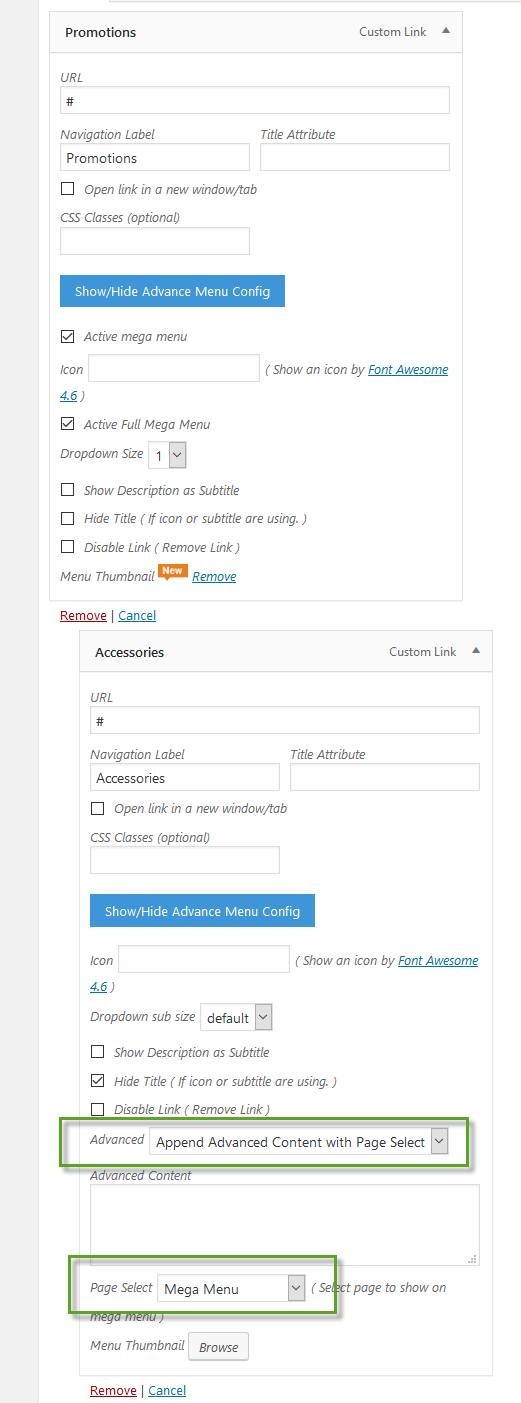 Promotions Custom Link
URL
#
Navigation Label Title Attribute
Promotions
Open link in a new window/tab
CSS Classes (optional)
Show/Hide Advance Menu Config
Active mega menu
Icon ( Show an icon by Font Awesome
4.6 )
Active Full Mega Menu
Dropdown Size 1
Show Description as Subtitle
Hide Title ( If icon or subtitle are using. )
Disable Link ( Remove Link )
Menu Thumbnail New Remove
Remove | Cancel
Accessories Custom Link
URL
#
Navigation Label Title Attribute
Accessories
Open link in a new window/tab
CSS Classes (optional)
Show/Hide Advance Menu Config
Icon ( Show an icon by Font Awesome
4.6 )
Dropdown sub size default
Show Description as Subtitle
Hide Title ( If icon or subtitle are using. )
Disable Link ( Remove Link )
Advanced Append Advanced Content with Page Select
Advanced Content
Page Select Mega Menu ( Select page to show on
mega menu )
Menu Thumbnail Browse
Remove | Cancel